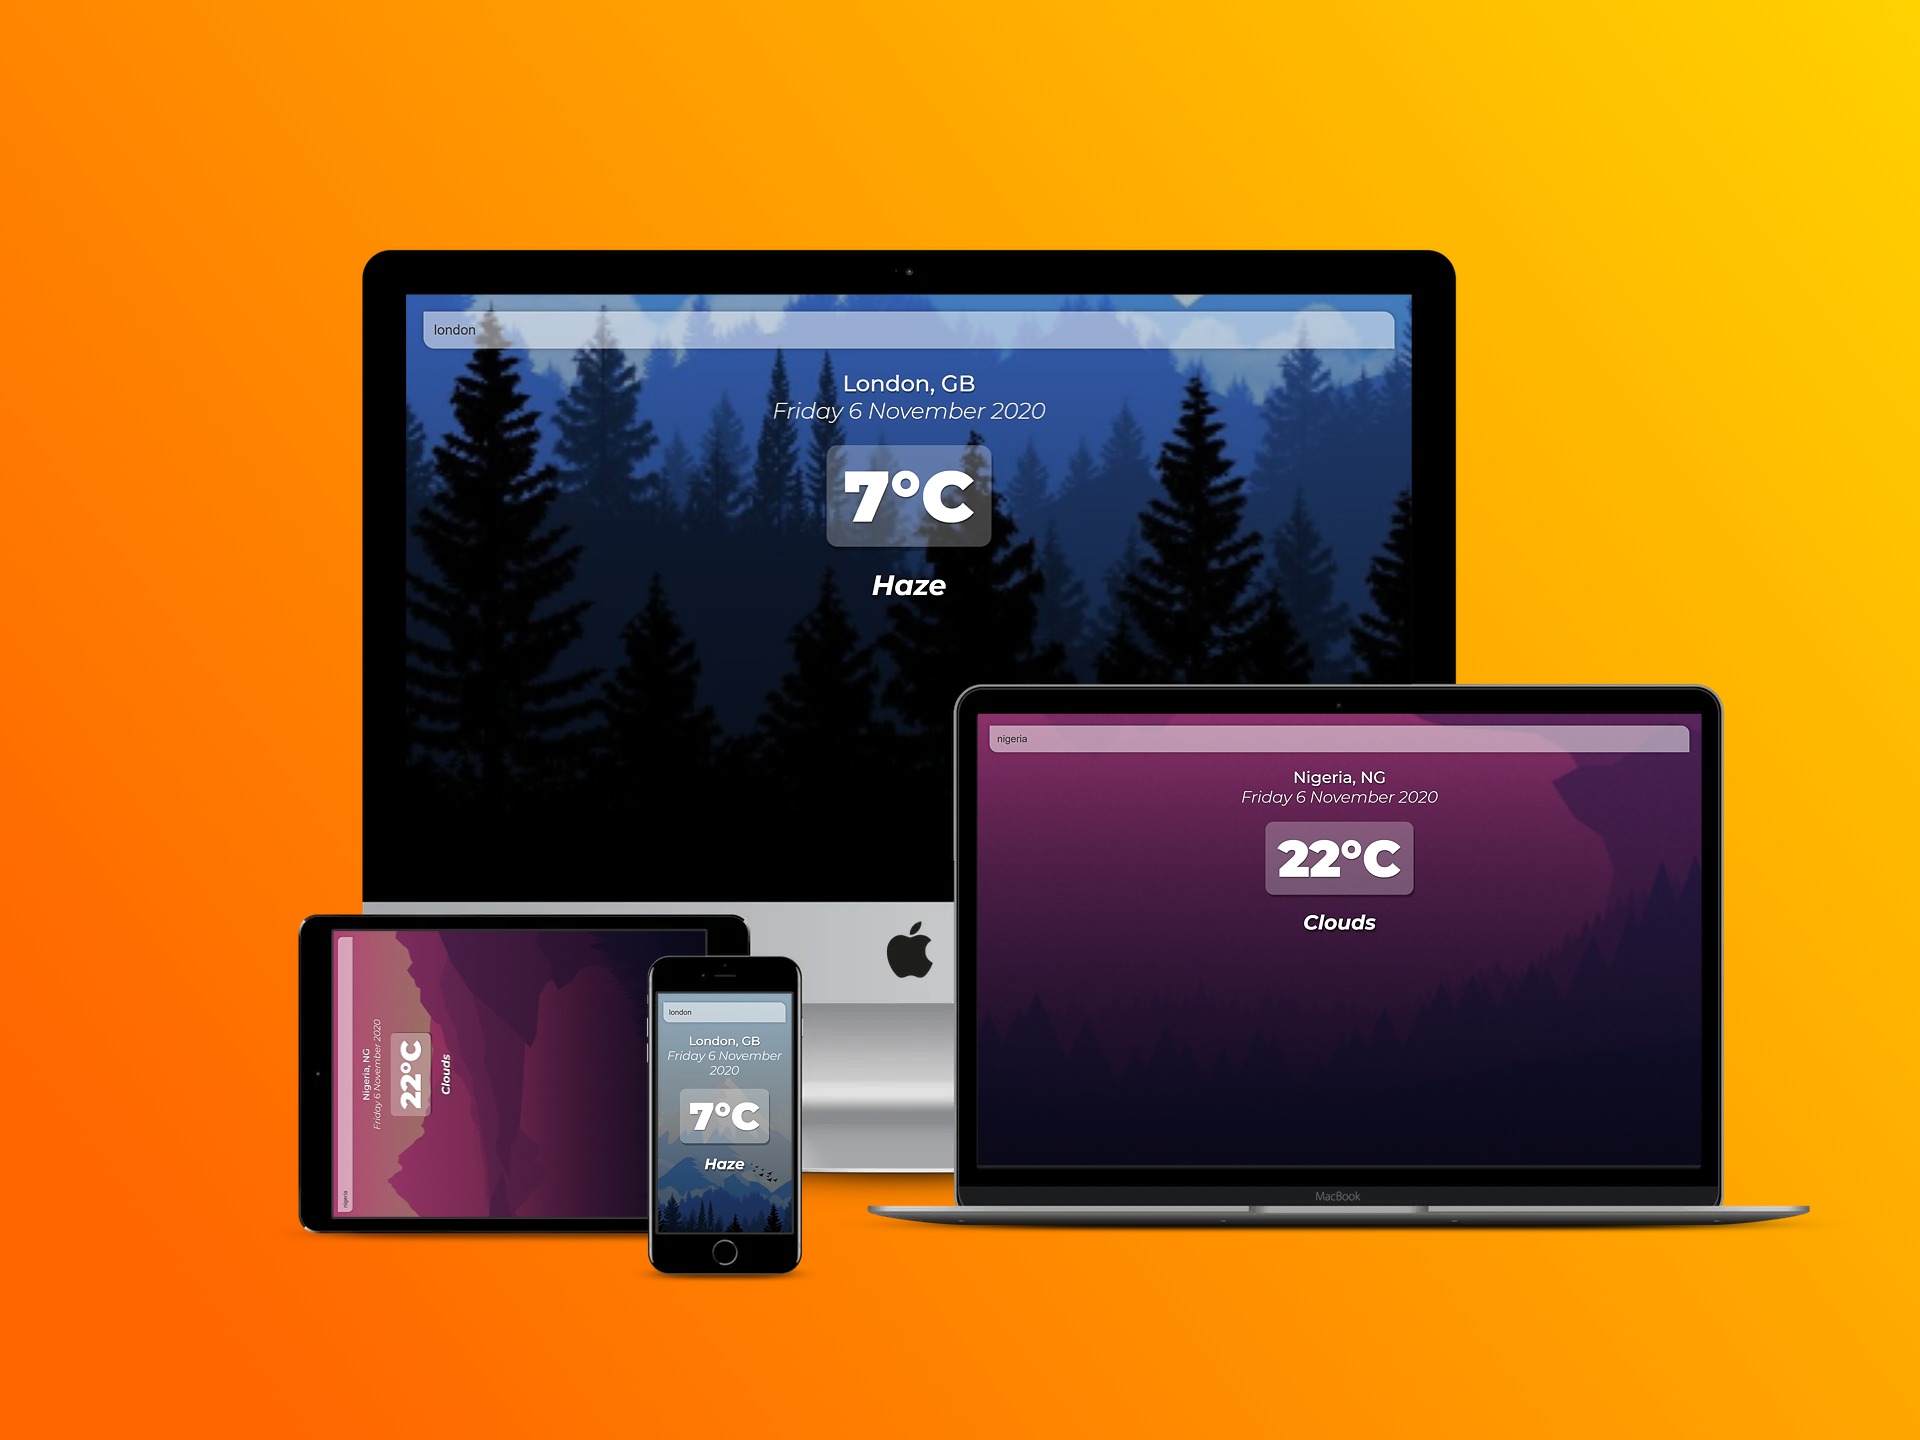 london
London, GB
Friday 6 November 2020
7°C
Haze
nigeria
Nigeria, NG
Friday 6 November 2020
22°C
Clouds
MacBook
nigeria
Nigeria, NG
Friday 6 November 2020
22°C
Clouds
london
London, GB
Friday 6 November
2020
7°C
Haze